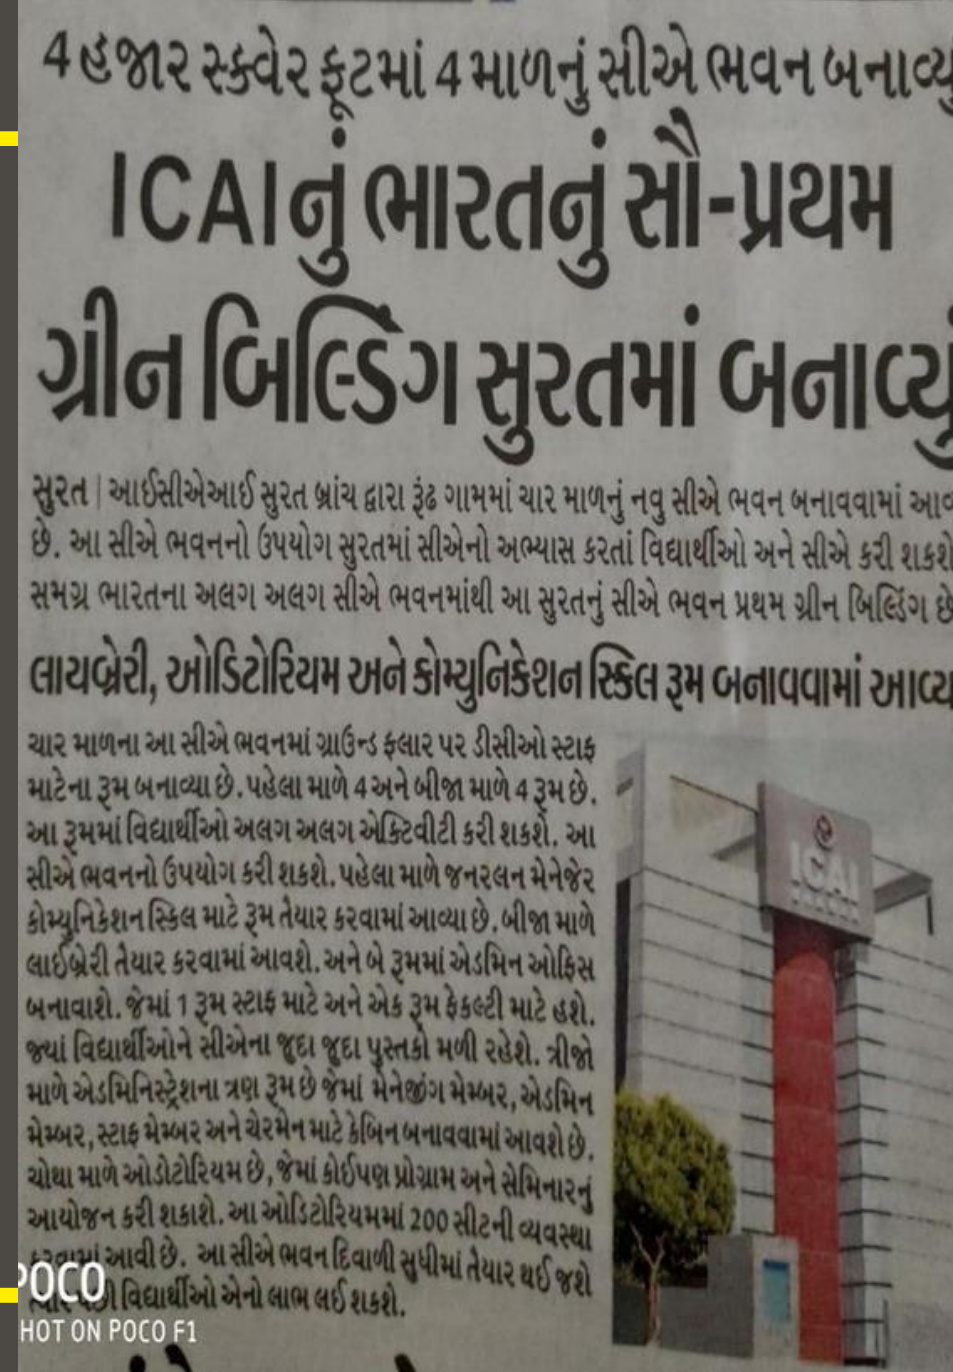 4 હજાર સ્ક્વેર ફૂટમાં 4 માળનું સીએ ભવન બનાવ્યું
ICAIનું ભારતનું સૌ-પ્રથમ
ગ્રીન બિલ્ડિંગ સુરતમાં બનાવ્યું
સુરત | આઈસીએઆઈ સુરત બ્રાંચ દ્વારા રૂંઢ ગામમાં ચાર માળનું નવુ સીએ ભવન બનાવવામાં આવ
છે. આ સીએ ભવનનો ઉપયોગ સુરતમાં સીએનો અભ્યાસ કરતાં વિદ્યાર્થીઓ અને સીએ કરી શકશે
સમગ્ર ભારતના અલગ અલગ સીએ ભવનમાંથી આ સુરતનું સીએ ભવન પ્રથમ ગ્રીન બિલ્ડિંગ છે
લાયબ્રેરી, ઓડિટોરિયમ અને કોમ્યુનિકેશન સ્કિલ રૂમ બનાવવામાં આવ્ય
ચાર માળના આ સીએ ભવનમાં ગ્રાઉન્ડ ફલાર પર ડીસીઓ સ્ટાફ
માટેના રૂમ બનાવ્યા છે. પહેલા માળે 4 અને બીજા માળે 4 રૂમ છે.
આ રૂમમાં વિદ્યાર્થીઓ અલગ અલગ એક્ટિવીટી કરી શકશે. આ
સીએ ભવનનો ઉપયોગ કરી શકશે. પહેલા માળે જનરલન મેનેજેર
કોમ્યુનિકેશન સ્કિલ માટે રૂમ તૈયાર કરવામાં આવ્યા છે. બીજા માળે
લાઈબ્રેરી તૈયાર કરવામાં આવશે. અને બે રૂમમાં એડમિન ઓફિસ
બનાવાશે. જેમાં 1 રૂમ સ્ટાફ માટે અને એક રૂમ ફેકલ્ટી માટે હશે.
જ્યાં વિદ્યાર્થીઓને સીએના જૂદા જૂદા પુસ્તકો મળી રહેશે. ત્રીજો
માળે એડમિનિસ્ટ્રેશના ત્રણ રૂમ છે જેમાં મેનેજીંગ મેમ્બર, એડમિન
મેમ્બર, સ્ટાફ મેમ્બર અને ચેરમેન માટે કેબિન બનાવવામાં આવશે છે.
ચોથા માળે ઓડોટોરિયમ છે, જેમાં કોઈપણ પ્રોગ્રામ અને સેમિનારનું
આયોજન કરી શકાશે. આ ઓડિટોરિયમમાં 200 સીટની વ્યવસ્થા
કરવામાં આવી છે. આ સીએ ભવન દિવાળી સુધીમાં તૈયાર થઈ જશે
ત્યાર પછી વિદ્યાર્થીઓ એનો લાભ લઈ શકશે.
ICAI
POCO
HOT ON POCO F1